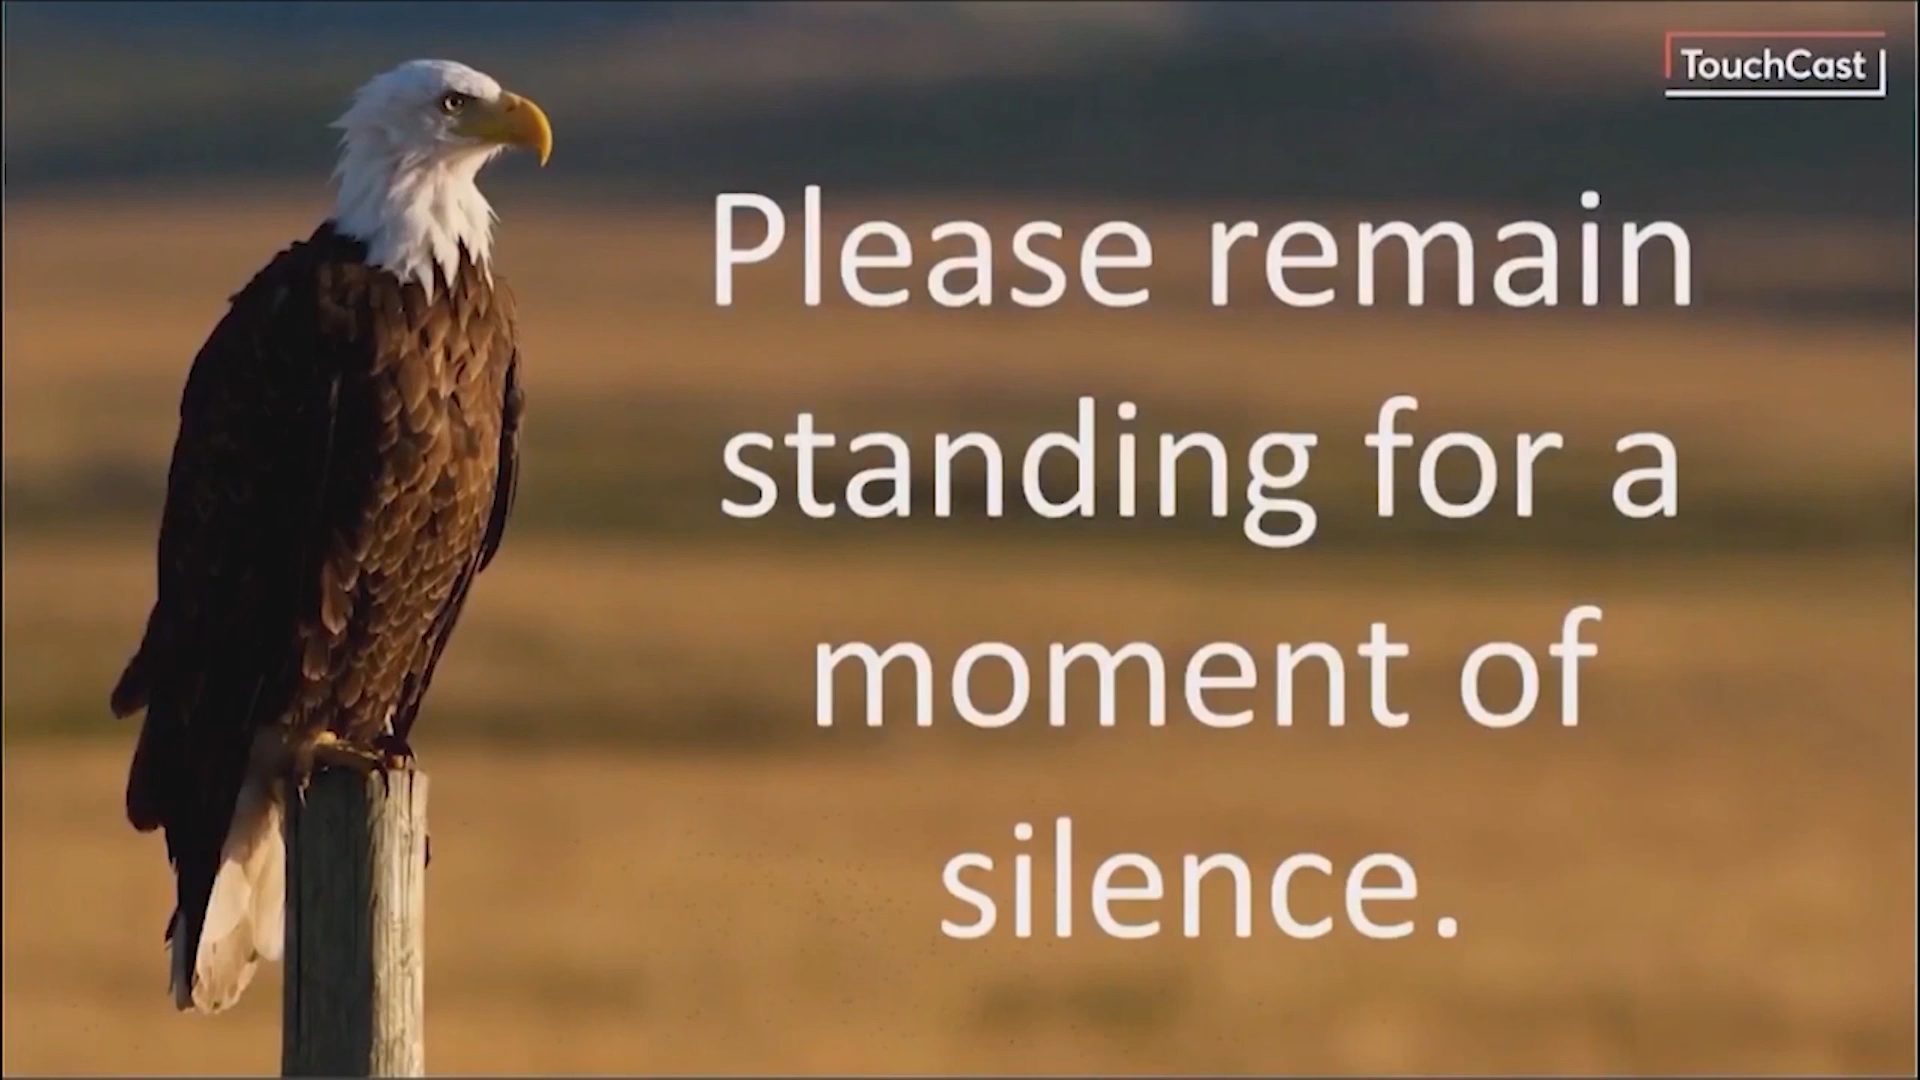 TouchCast
Please remain
standing for a
moment of
silence.